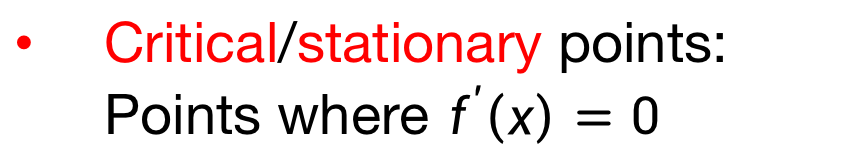 • Critical/stationary points:
Points where f′(x) = 0